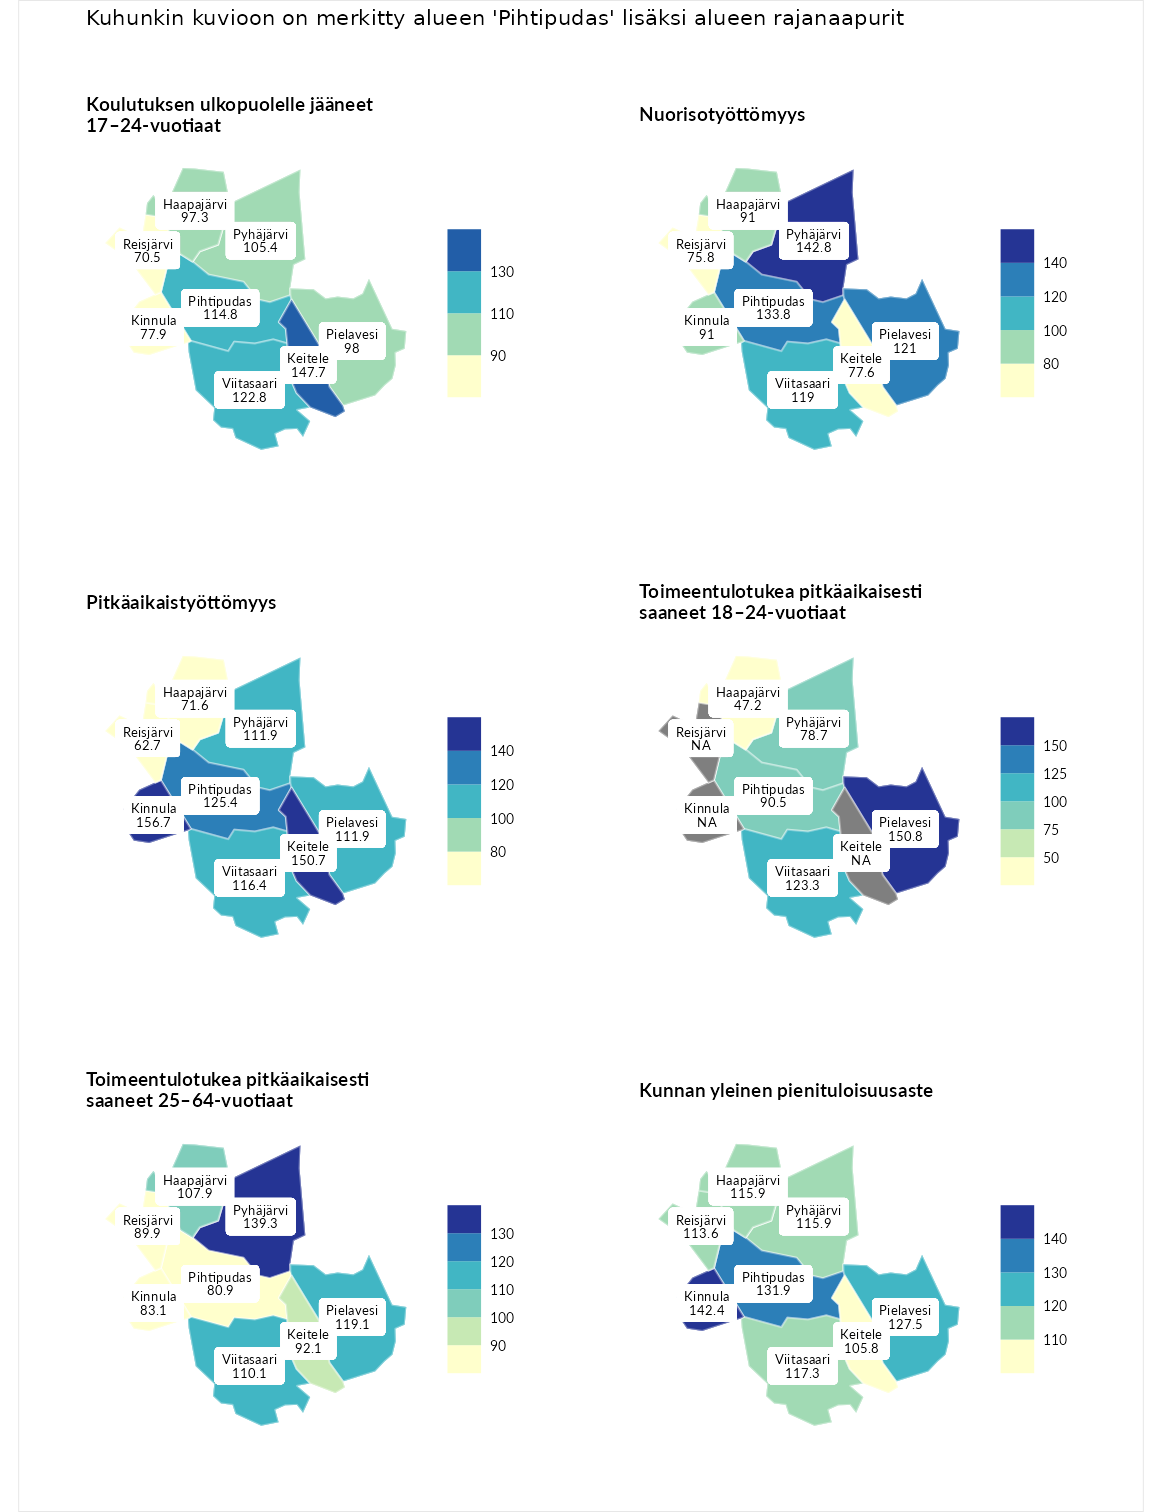 Kuhunkin kuvioon on merkitty alueen 'Pihtipudas' lisäksi alueen rajanaapurit
Koulutuksen ulkopuolelle jääneet
17–24-vuotiaat
Haapajärvi
97.3
Pyhäjärvi
105.4
Reisjärvi
70.5
Pihtipudas
114.8
Kinnula
77.9
Pielavesi
98
Keitele
147.7
Viitasaari
122.8
130
110
90
Nuorisotyöttömyys
Haapajärvi
91
Pyhäjärvi
142.8
Reisjärvi
75.8
Pihtipudas
133.8
Kinnula
91
Pielavesi
121
Keitele
77.6
Viitasaari
119
140
120
100
80
Pitkäaikaistyöttömyys
Haapajärvi
71.6
Pyhäjärvi
111.9
Reisjärvi
62.7
Pihtipudas
125.4
Kinnula
156.7
Pielavesi
111.9
Keitele
150.7
Viitasaari
116.4
140
120
100
80
Toimeentulotukea pitkäaikaisesti
saaneet 18–24-vuotiaat
Haapajärvi
47.2
Pyhäjärvi
78.7
Reisjärvi
NA
Pihtipudas
90.5
Kinnula
NA
Pielavesi
150.8
Keitele
NA
Viitasaari
123.3
150
125
100
75
50
Toimeentulotukea pitkäaikaisesti
saaneet 25–64-vuotiaat
Haapajärvi
107.9
Pyhäjärvi
139.3
Reisjärvi
89.9
Pihtipudas
80.9
Kinnula
83.1
Pielavesi
119.1
Keitele
92.1
Viitasaari
110.1
130
120
110
100
90
Kunnan yleinen pienituloisuusaste
Haapajärvi
115.9
Pyhäjärvi
115.9
Reisjärvi
113.6
Pihtipudas
131.9
Kinnula
142.4
Pielavesi
127.5
Keitele
105.8
Viitasaari
117.3
140
130
120
110